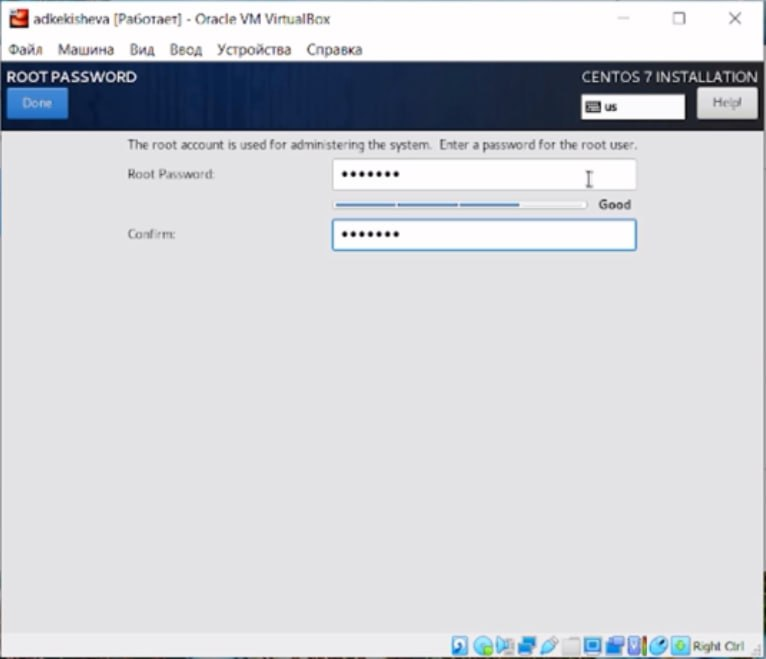 adkekisheva [Работает] - Oracle VM VirtualBox
Файл Машина Вид Ввод Устройства Справка
ROOT PASSWORD CENTOS 7 INSTALLATION
Done us Help!
The root account is used for administering the system. Enter a password for the root user.
Root Password: •••••••
Good
Confirm: •••••••
Right Ctrl